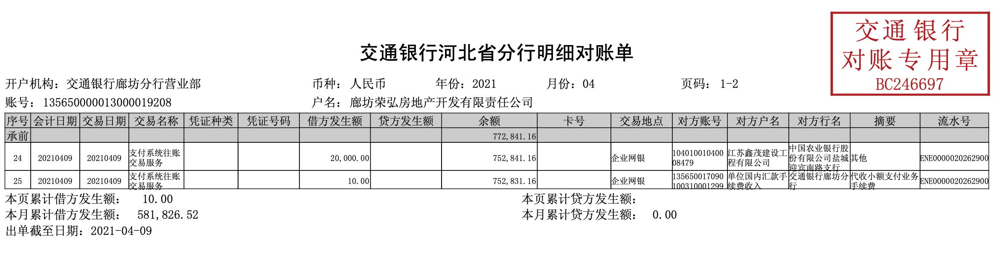 交通银行
对账专用章
BC246697
交通银行河北省分行明细对账单
开户机构：交通银行廊坊分行营业部 币种：人民币 年份：2021 月份：04 页码：1-2
账号：135650000013000019208 户名：廊坊荣弘房地产开发有限责任公司
序号 会计日期 交易日期 交易名称 凭证种类 凭证号码 借方发生额 贷方发生额 余额 卡号 交易地点 对方账号 对方户名 对方行名 摘要 流水号
承前 772,841.16
24 20210409 20210409 支付系统往账交易服务 20,000.00 752,841.16 企业网银 10401001040008479 江苏鑫茂建设工程有限公司 中国农业银行股份有限公司盐城迎宾南路支行 其他 ENE0000020262900
25 20210409 20210409 支付系统往账交易服务 10.00 752,831.16 企业网银 135650017090100310001299 单位国内汇款手续费收入 交通银行廊坊分行 代收小额支付业务手续费 ENE0000020262900
本页累计借方发生额： 10.00 本页累计贷方发生额：
本月累计借方发生额： 581,826.52 本月累计贷方发生额： 0.00
出单截至日期：2021-04-09